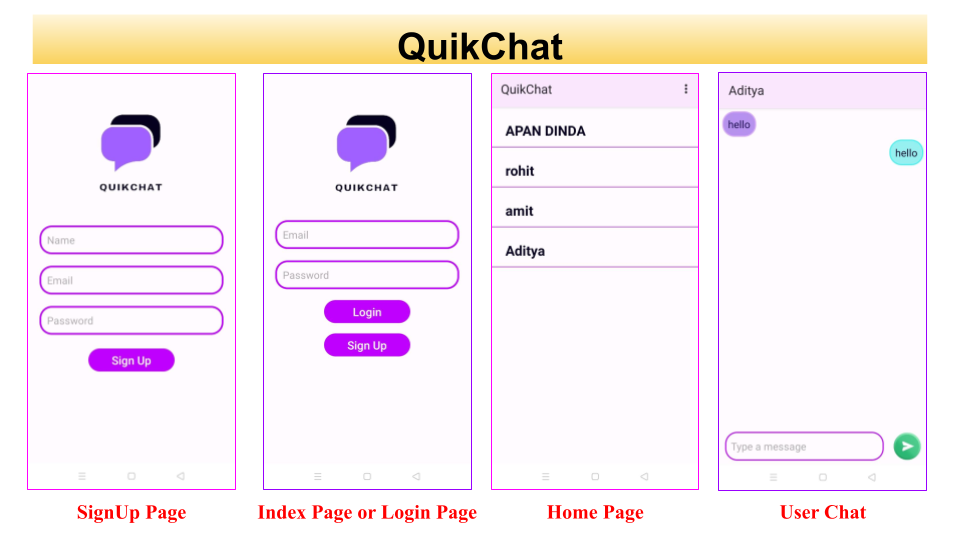 QuikChat
QUIKCHAT
Name
Email
Password
Sign Up
SignUp Page
QUIKCHAT
Email
Password
Login
Sign Up
Index Page or Login Page
QuikChat
APAN DINDA
rohit
amit
Aditya
Home Page
Aditya
hello
hello
Type a message
User Chat